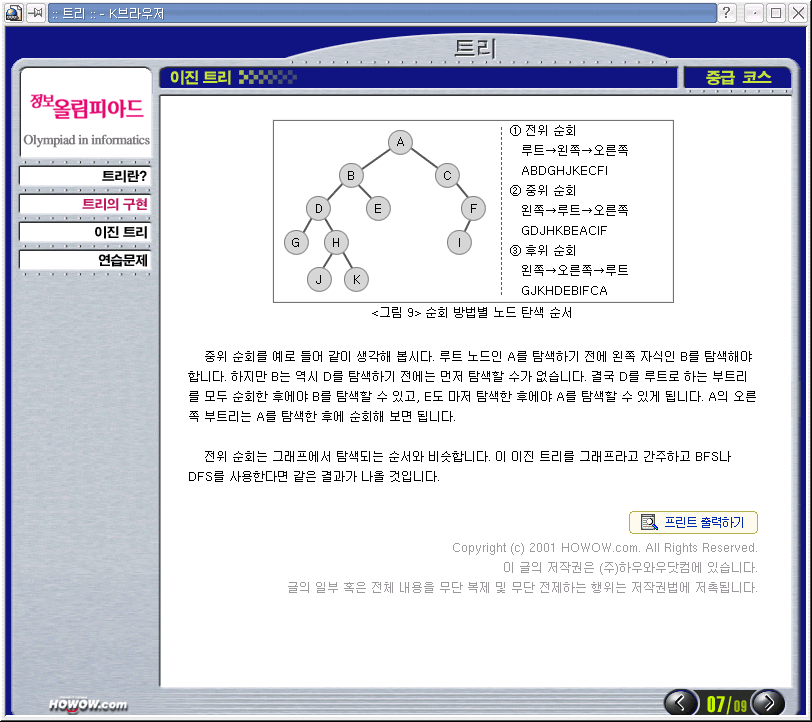 :: 트리 :: - K브라우저
트리
정보올림피아드
Olympiad in informatics
트리란?
트리의 구현
이진 트리
연습문제
이진 트리
중급 코스
A
B
C
D
E
F
G
H
I
J
K
① 전위 순회
루트→왼쪽→오른쪽
ABDGHJKECFI
② 중위 순회
왼쪽→루트→오른쪽
GDJHKBEACIF
③ 후위 순회
왼쪽→오른쪽→루트
GJKHDEBIFCA
<그림 9> 순회 방법별 노드 탐색 순서
중위 순회를 예로 들어 같이 생각해 봅시다. 루트 노드인 A를 탐색하기 전에 왼쪽 자식인 B를 탐색해야
합니다. 하지만 B는 역시 D를 탐색하기 전에는 먼저 탐색할 수가 없습니다. 결국 D를 루트로 하는 부트리
를 모두 순회한 후에야 B를 탐색할 수 있고, E도 마저 탐색한 후에야 A를 탐색할 수 있게 됩니다. A의 오른
쪽 부트리는 A를 탐색한 후에 순회해 보면 됩니다.
전위 순회는 그래프에서 탐색되는 순서와 비슷합니다. 이 이진 트리를 그래프라고 간주하고 BFS나
DFS를 사용한다면 같은 결과가 나올 것입니다.
프린트 출력하기
Copyright (c) 2001 HOWOW.com. All Rights Reserved.
이 글의 저작권은 (주)하우와우닷컴에 있습니다.
글의 일부 혹은 전체 내용을 무단 복제 및 무단 전제하는 행위는 저작권법에 저촉됩니다.
HOWOW.com
07/09